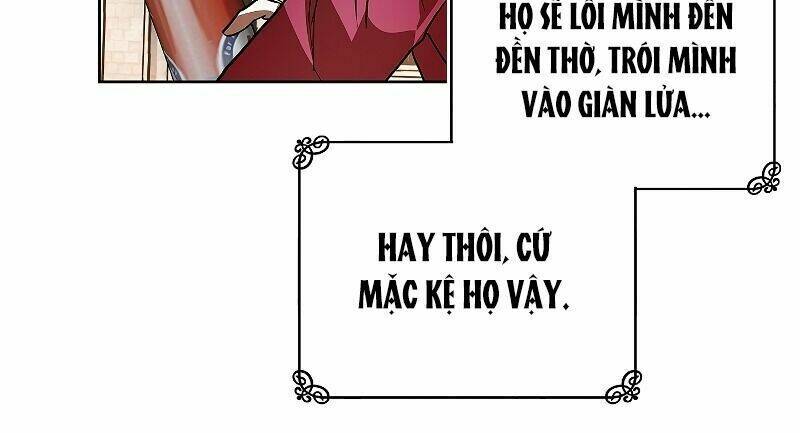 HỌ SẼ LÔI MÌNH ĐẾN
ĐỀN THỜ, TRÓI MÌNH
VÀO GIÀN LỬA...
HAY THÔI, CỨ
MẶC KỆ HỌ VẬY.